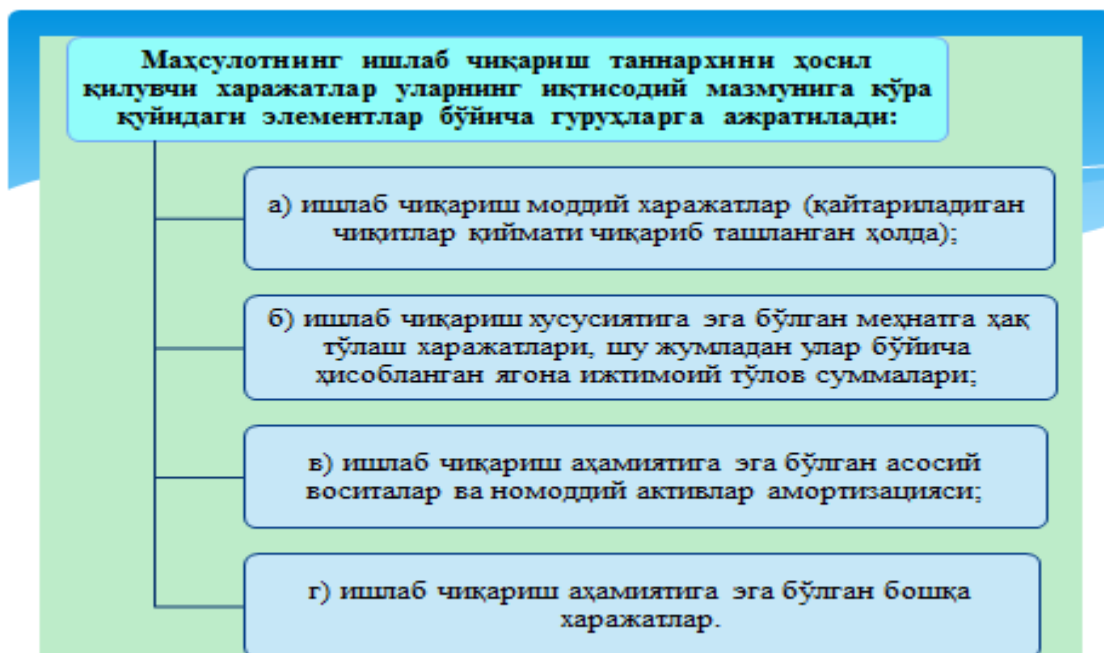 Маҳсулотнинг ишлаб чиқариш таннархини ҳосил
қилувчи харажатлар уларнинг иқтисодий мазмунига кўра
қуйидаги элементлар бўйича гуруҳларга ажратилади:
а) ишлаб чиқариш моддий харажатлар (қайтариладиган
чиқитлар қиймати чиқариб ташланган ҳолда);
б) ишлаб чиқариш хусусиятига эга бўлган меҳнатга ҳақ
тўлаш харажатлари, шу жумладан улар бўйича
ҳисобланган ягона ижтимоий тўлов суммалари;
в) ишлаб чиқариш аҳамиятига эга бўлган асосий
воситалар ва номоддий активлар амортизацияси;
г) ишлаб чиқариш аҳамиятига эга бўлган бошқа
харажатлар.